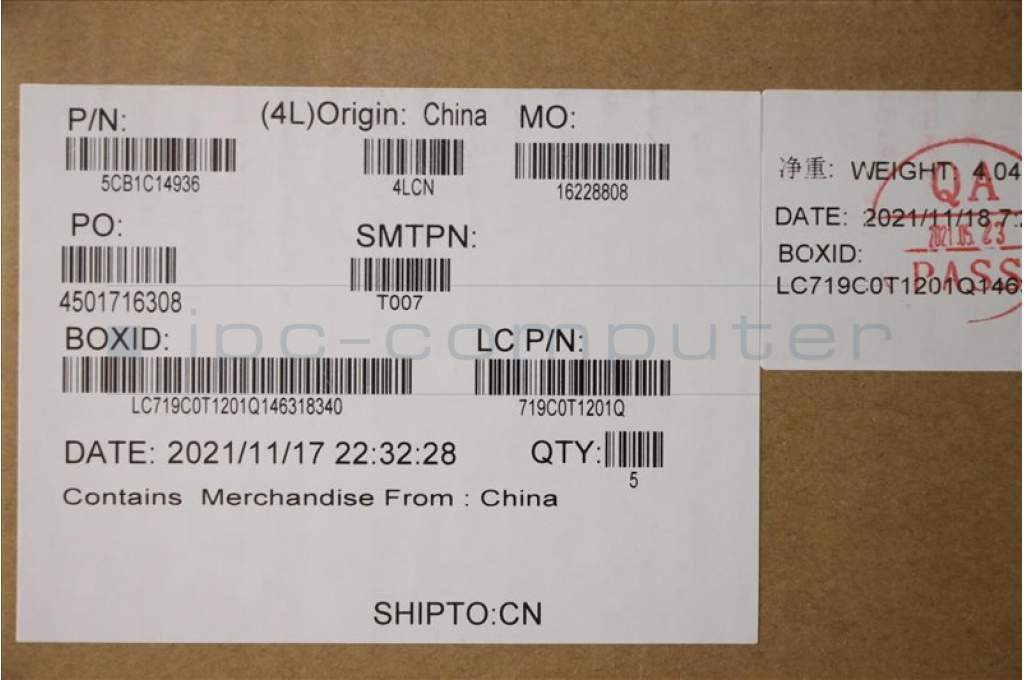 P/N:
5CB1C14936
(4L)Origin: China
4LCN
MO:
16228808
PO:
4501716308
SMTPN:
T007
BOXID:
LC719C0T1201Q146318340
LC P/N:
719C0T1201Q
DATE: 2021/11/17 22:32:28
QTY:
5
Contains Merchandise From : China
SHIPTO:CN
净重: WEIGHT: 4.04
DATE: 2021/11/18 7:
BOXID:
LC719C0T1201Q146
QA
PASS
ipc-computer